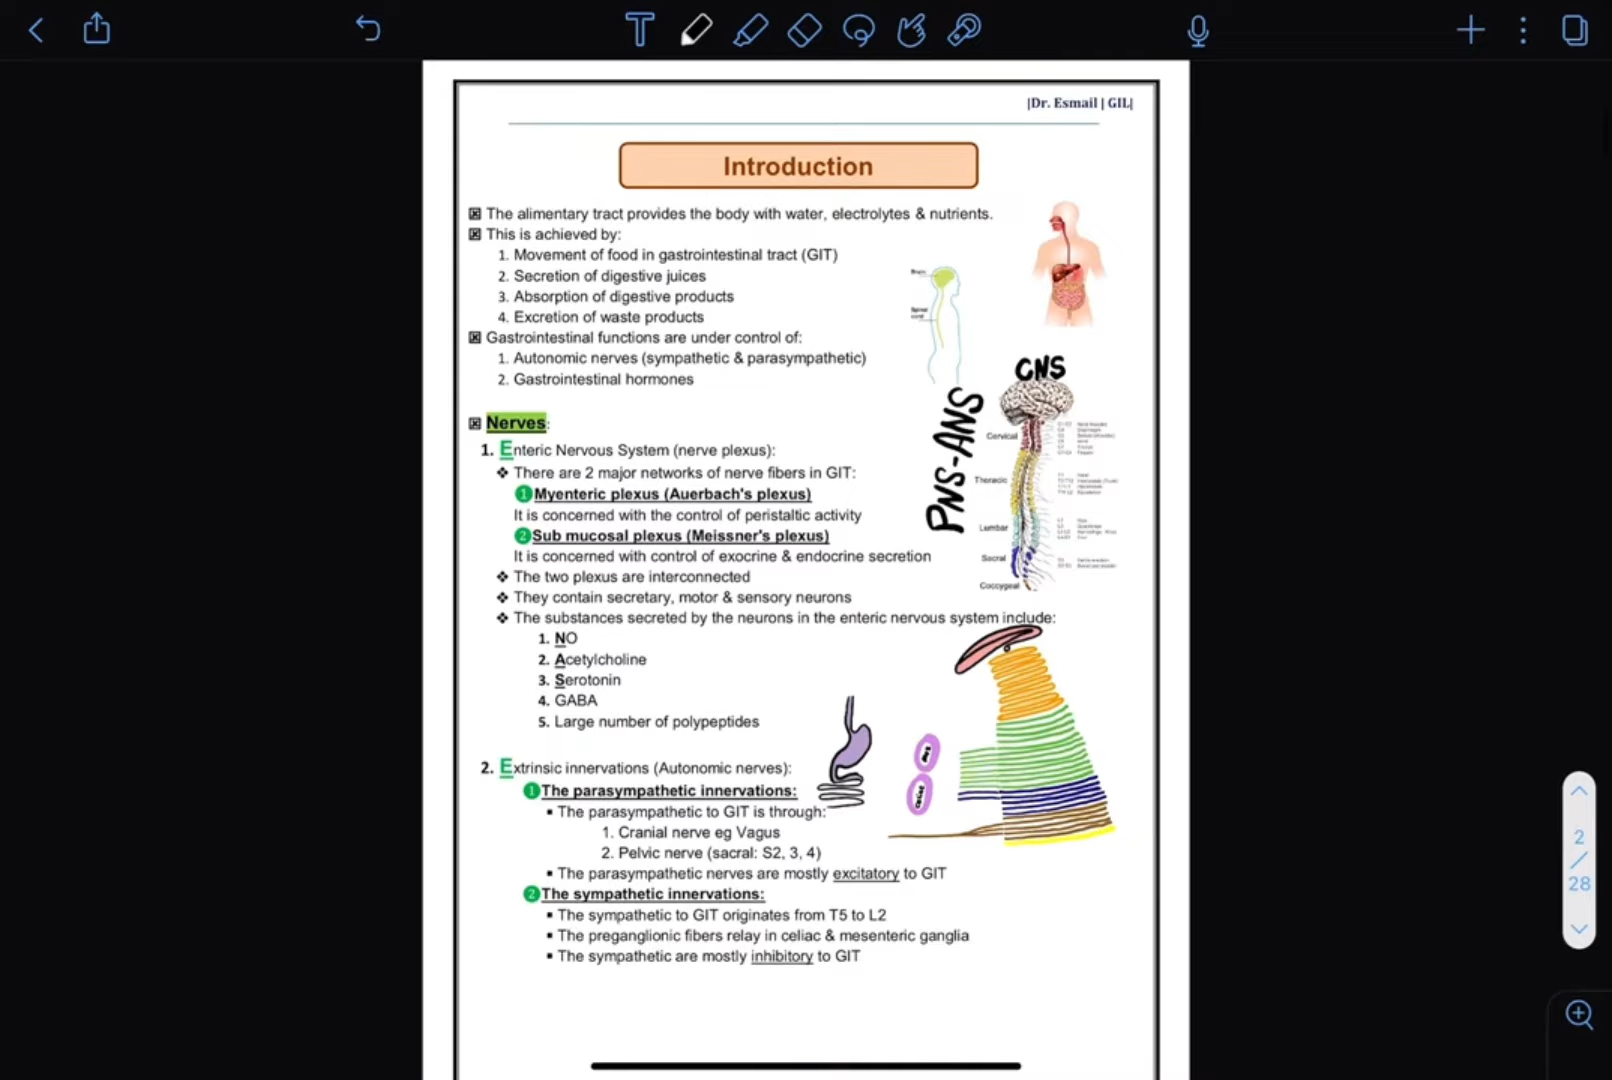 |Dr. Esmail | GIL|
Introduction
The alimentary tract provides the body with water, electrolytes & nutrients.
This is achieved by:
1. Movement of food in gastrointestinal tract (GIT)
2. Secretion of digestive juices
3. Absorption of digestive products
4. Excretion of waste products
Gastrointestinal functions are under control of:
1. Autonomic nerves (sympathetic & parasympathetic)
2. Gastrointestinal hormones
Brain
Spinal
cord
CNS
PNS-ANS
Cervical
Thoracic
Lumbar
Sacral
Coccygeal
Nerves:
1. Enteric Nervous System (nerve plexus):
❖ There are 2 major networks of nerve fibers in GIT:
1 Myenteric plexus (Auerbach's plexus)
It is concerned with the control of peristaltic activity
2 Sub mucosal plexus (Meissner's plexus)
It is concerned with control of exocrine & endocrine secretion
❖ The two plexus are interconnected
❖ They contain secretary, motor & sensory neurons
❖ The substances secreted by the neurons in the enteric nervous system include:
1. NO
2. Acetylcholine
3. Serotonin
4. GABA
5. Large number of polypeptides
2. Extrinsic innervations (Autonomic nerves):
1 The parasympathetic innervations:
▪ The parasympathetic to GIT is through:
1. Cranial nerve eg Vagus
2. Pelvic nerve (sacral: S2, 3, 4)
▪ The parasympathetic nerves are mostly excitatory to GIT
2 The sympathetic innervations:
▪ The sympathetic to GIT originates from T5 to L2
▪ The preganglionic fibers relay in celiac & mesenteric ganglia
▪ The sympathetic are mostly inhibitory to GIT
2
/
28